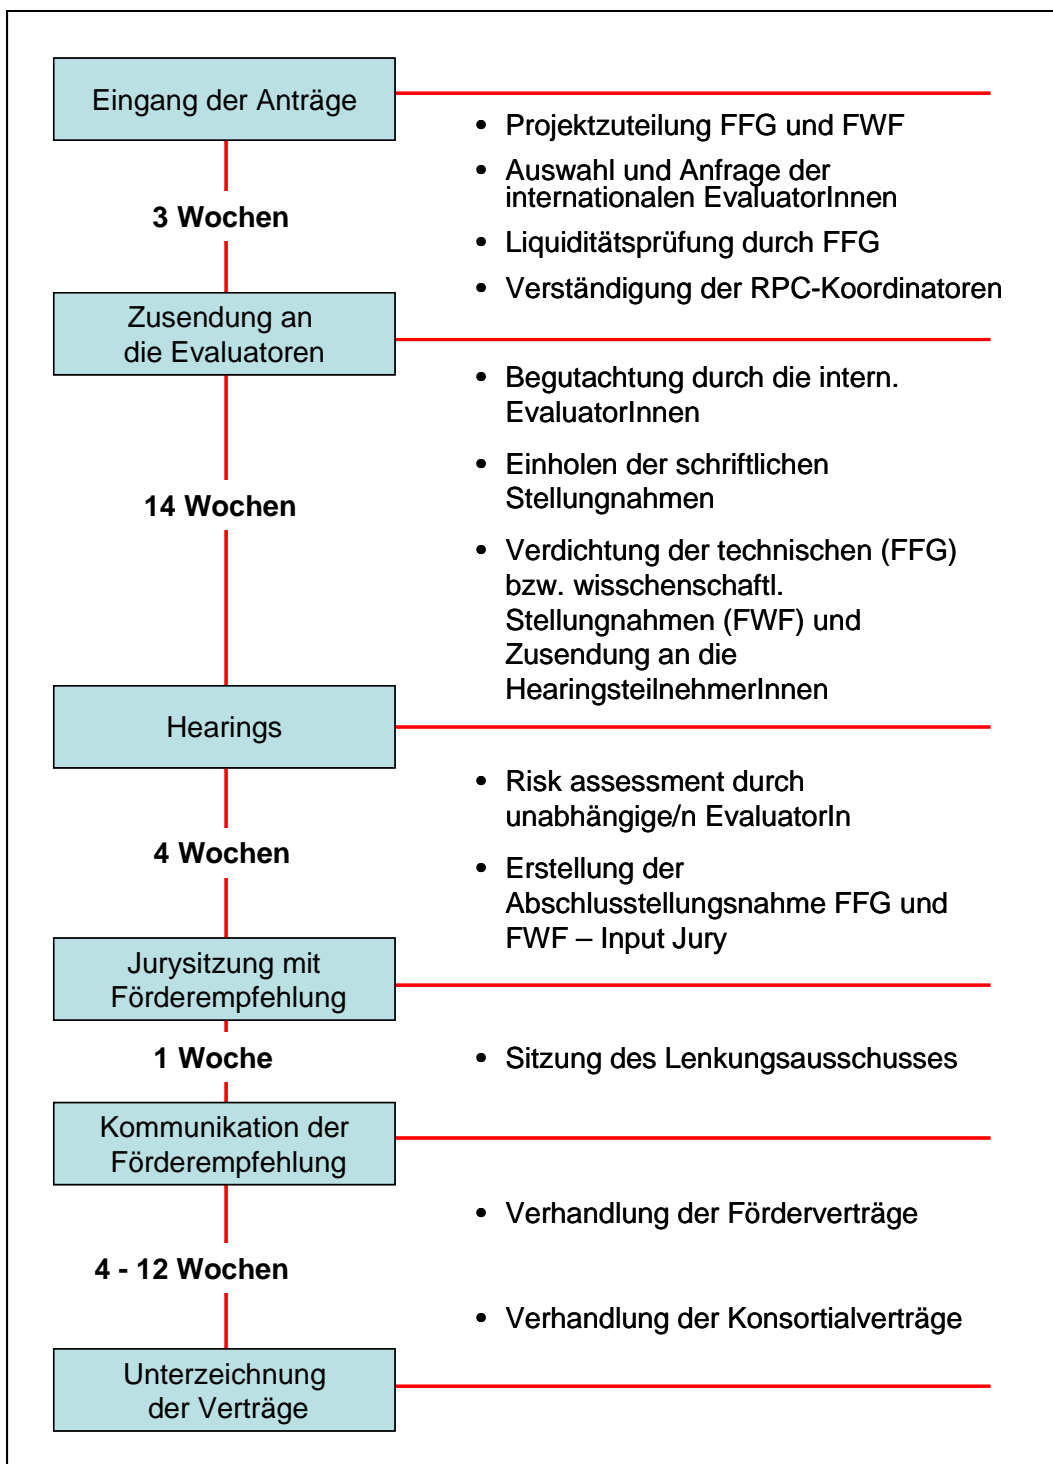 Eingang der Anträge
• Projektzuteilung FFG und FWF
• Auswahl und Anfrage der
internationalen EvaluatorInnen
3 Wochen
• Liquiditätsprüfung durch FFG
• Verständigung der RPC-Koordinatoren
Zusendung an
die Evaluatoren
• Begutachtung durch die intern.
EvaluatorInnen
• Einholen der schriftlichen
Stellungnahmen
14 Wochen
• Verdichtung der technischen (FFG)
bzw. wisschenschaftl.
Stellungnahmen (FWF) und
Zusendung an die
HearingsteilnehmerInnen
Hearings
• Risk assessment durch
unabhängige/n EvaluatorIn
4 Wochen
• Erstellung der
Abschlusstellungsnahme FFG und
FWF – Input Jury
Jurysitzung mit
Förderempfehlung
1 Woche
• Sitzung des Lenkungsausschusses
Kommunikation der
Förderempfehlung
• Verhandlung der Förderverträge
4 - 12 Wochen
• Verhandlung der Konsortialverträge
Unterzeichnung
der Verträge